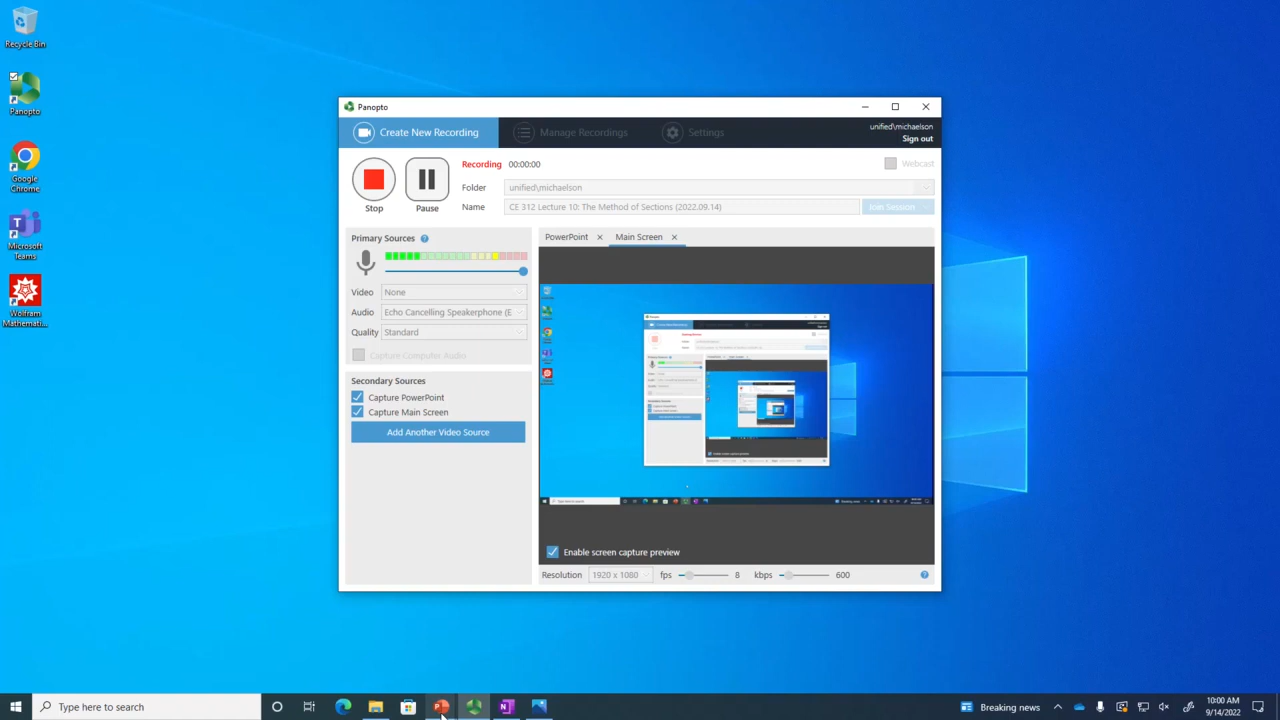 Recycle Bin
Panopto
Google
Chrome
Microsoft
Teams
Wolfram
Mathemati...
Panopto
Create New Recording
Manage Recordings
Settings
unified\michaelson
Sign out
Recording 00:00:00
Webcast
Folder
unified\michaelson
Stop
Pause
Name
CE 312 Lecture 10: The Method of Sections (2022.09.14)
Join Session
Primary Sources
PowerPoint
Main Screen
Video
None
Audio
Echo Cancelling Speakerphone (E
Quality
Standard
Capture Computer Audio
Secondary Sources
Capture PowerPoint
Capture Main Screen
Add Another Video Source
Enable screen capture preview
Resolution
1920 x 1080
fps
8
kbps
600
Type here to search
Breaking news
10:00 AM
9/14/2022